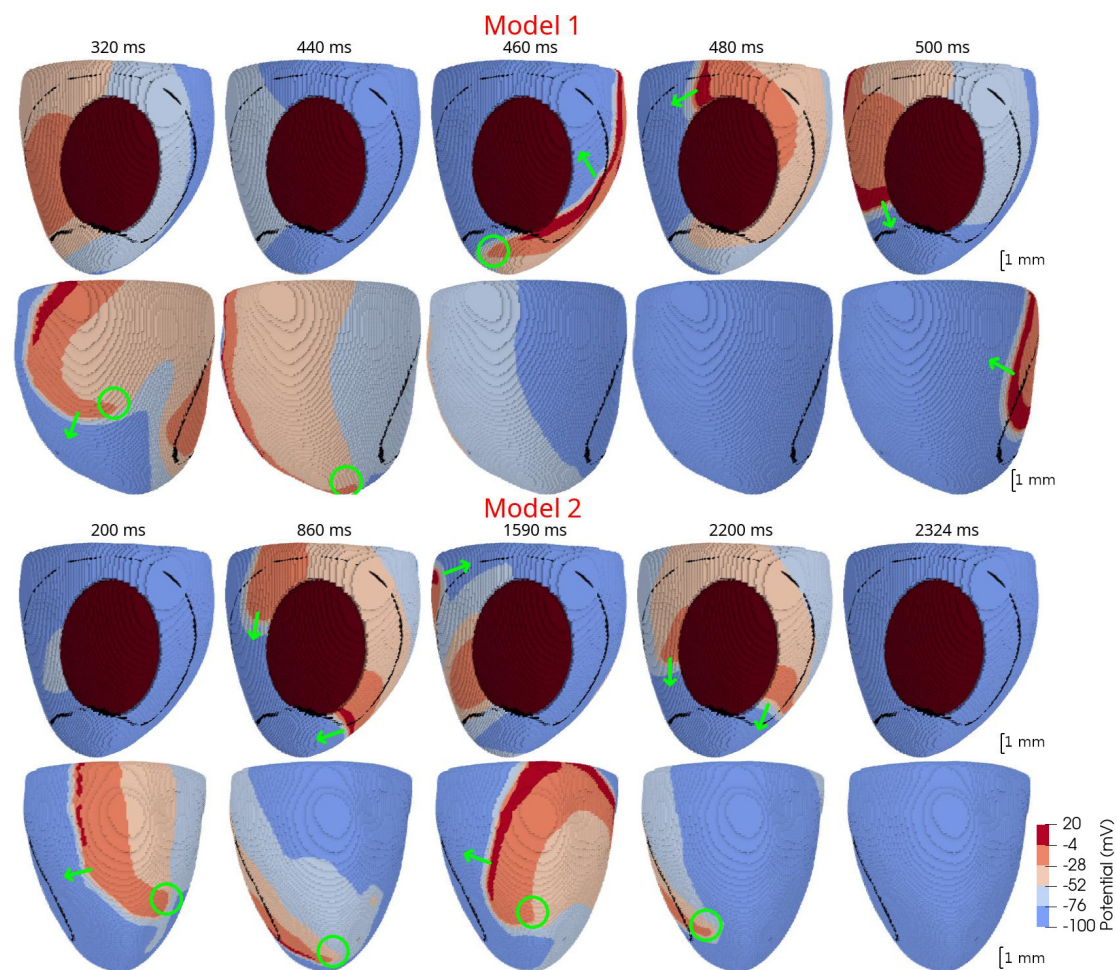 Model 1
320 ms 440 ms 460 ms 480 ms 500 ms
1 mm
1 mm
Model 2
200 ms 860 ms 1590 ms 2200 ms 2324 ms
1 mm
20
-4
-28
-52
-76
-100
Potential (mV)
1 mm